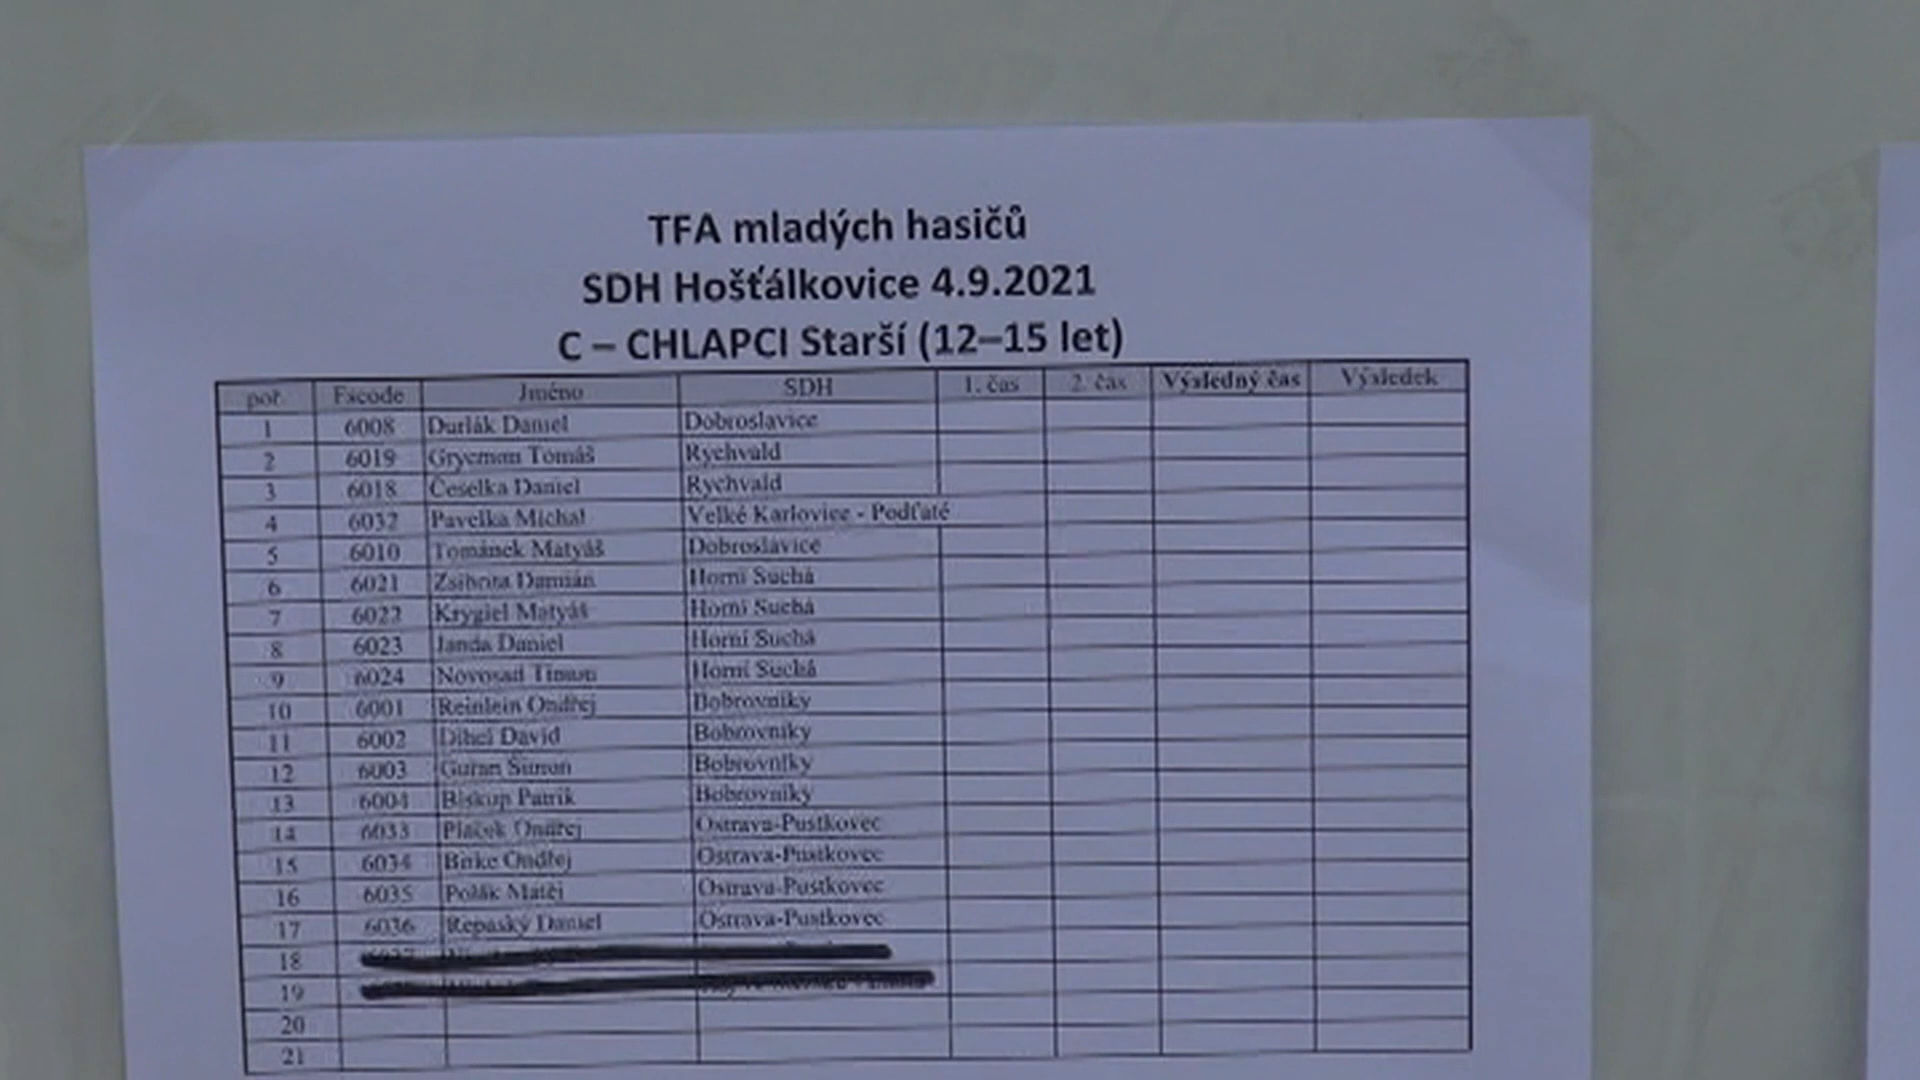 TFA mladých hasičů
SDH Hošťálkovice 4.9.2021
C – CHLAPCI Starší (12–15 let)
poř. Fscode Jméno SDH 1. čas 2. čas Výsledný čas Výsledek
1 6008 Durlák Daniel Dobroslavice
2 6019 Grycman Tomáš Rychvald
3 6018 Česelka Daniel Rychvald
4 6032 Pavelka Michal Velké Karlovice - Podťaté
5 6010 Tománek Matyáš Dobroslavice
6 6021 Damián Horní Suchá
7 6022 Krygiel Matyáš Horní Suchá
8 6023 Janda Daniel Horní Suchá
9 6024 Novosad Timon Horní Suchá
10 6001 Reinlein Ondřej Bobrovníky
11 6002 David Bobrovníky
12 6003 Šimon Bobrovníky
13 6004 Biskup Patrik Bobrovníky
14 6033 Plaček Ondřej Ostrava-Pustkovec
15 6034 Birke Ondřej Ostrava-Pustkovec
16 6035 Polák Matěj Ostrava-Pustkovec
17 6036 Repaský Daniel Ostrava-Pustkovec
18
19
20
21